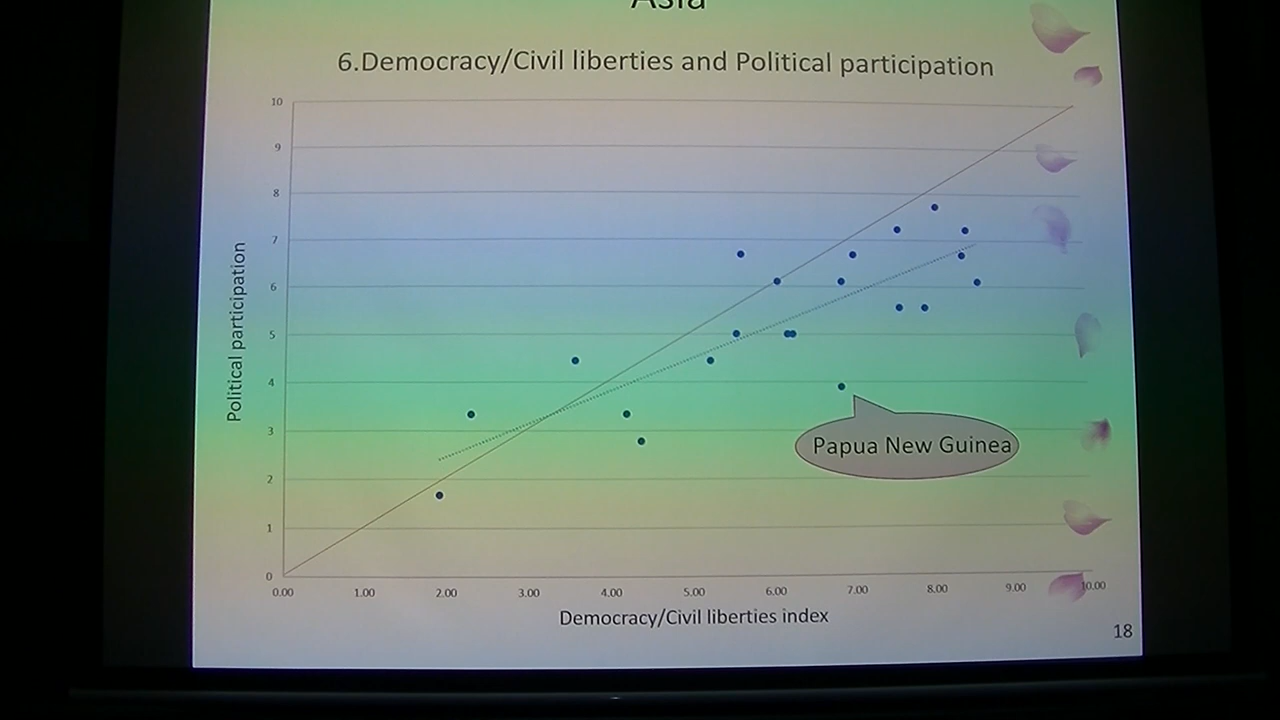 Asia
6.Democracy/Civil liberties and Political participation
10
9
8
7
6
5
4
3
2
1
0
Political participation
Papua New Guinea
0.00 1.00 2.00 3.00 4.00 5.00 6.00 7.00 8.00 9.00 10.00
Democracy/Civil liberties index
18